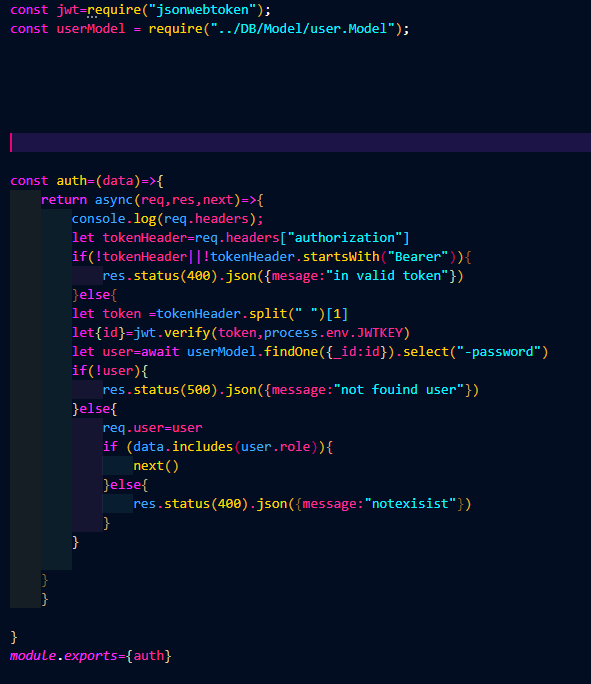 const jwt=require("jsonwebtoken");
const userModel = require("../DB/Model/user.Model");
const auth=(data)=>{
return async(req,res,next)=>{
console.log(req.headers);
let tokenHeader=req.headers["authorization"]
if(!tokenHeader||!tokenHeader.startsWith("Bearer")){
res.status(400).json({mesage:"in valid token"})
}else{
let token =tokenHeader.split(" ")[1]
let{id}=jwt.verify(token,process.env.JWTKEY)
let user=await userModel.findOne({_id:id}).select("-password")
if(!user){
res.status(500).json({message:"not fouind user"})
}else{
req.user=user
if (data.includes(user.role)){
next()
}else{
res.status(400).json({message:"notexisist"})
}
}
}
}
}
module.exports={auth}